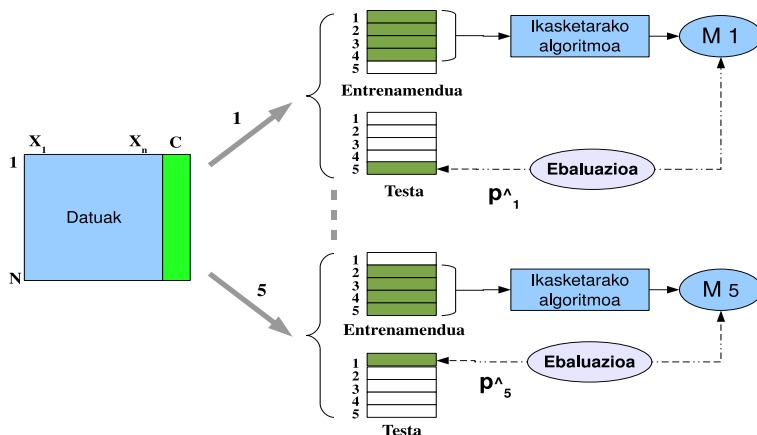 X1 Xn C
1
Datuak
N
1
1
2
3
4
5
Entrenamendua
Ikasketarako
algoritmoa
M 1
1
2
3
4
5
Testa
p^1
Ebaluazioa
5
1
2
3
4
5
Entrenamendua
Ikasketarako
algoritmoa
M 5
1
2
3
4
5
Testa
p^5
Ebaluazioa